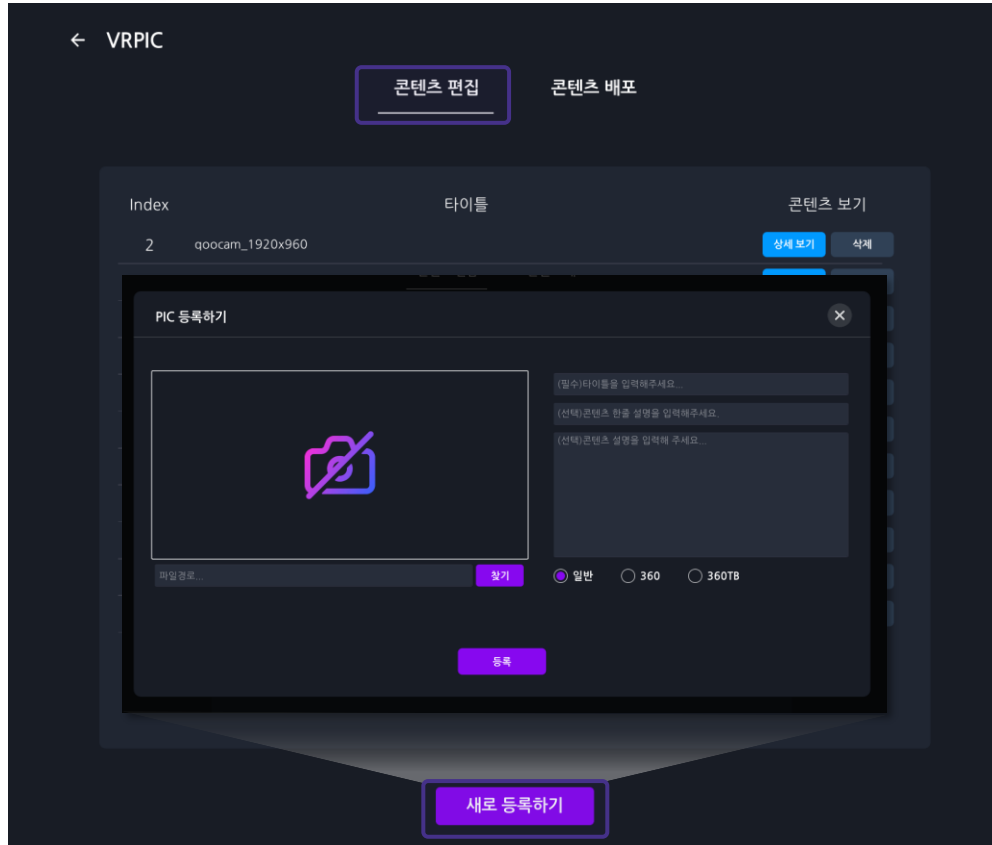 VRPIC
콘텐츠 편집 콘텐츠 배포
Index 타이틀 콘텐츠 보기
2 qoocam_1920x960 상세 보기 삭제
PIC 등록하기
(필수)타이틀을 입력해주세요...
(선택)콘텐츠 한줄 설명을 입력해주세요.
(선택)콘텐츠 설명을 입력해 주세요...
파일경로... 찾기 일반 360 360TB
등록
새로 등록하기